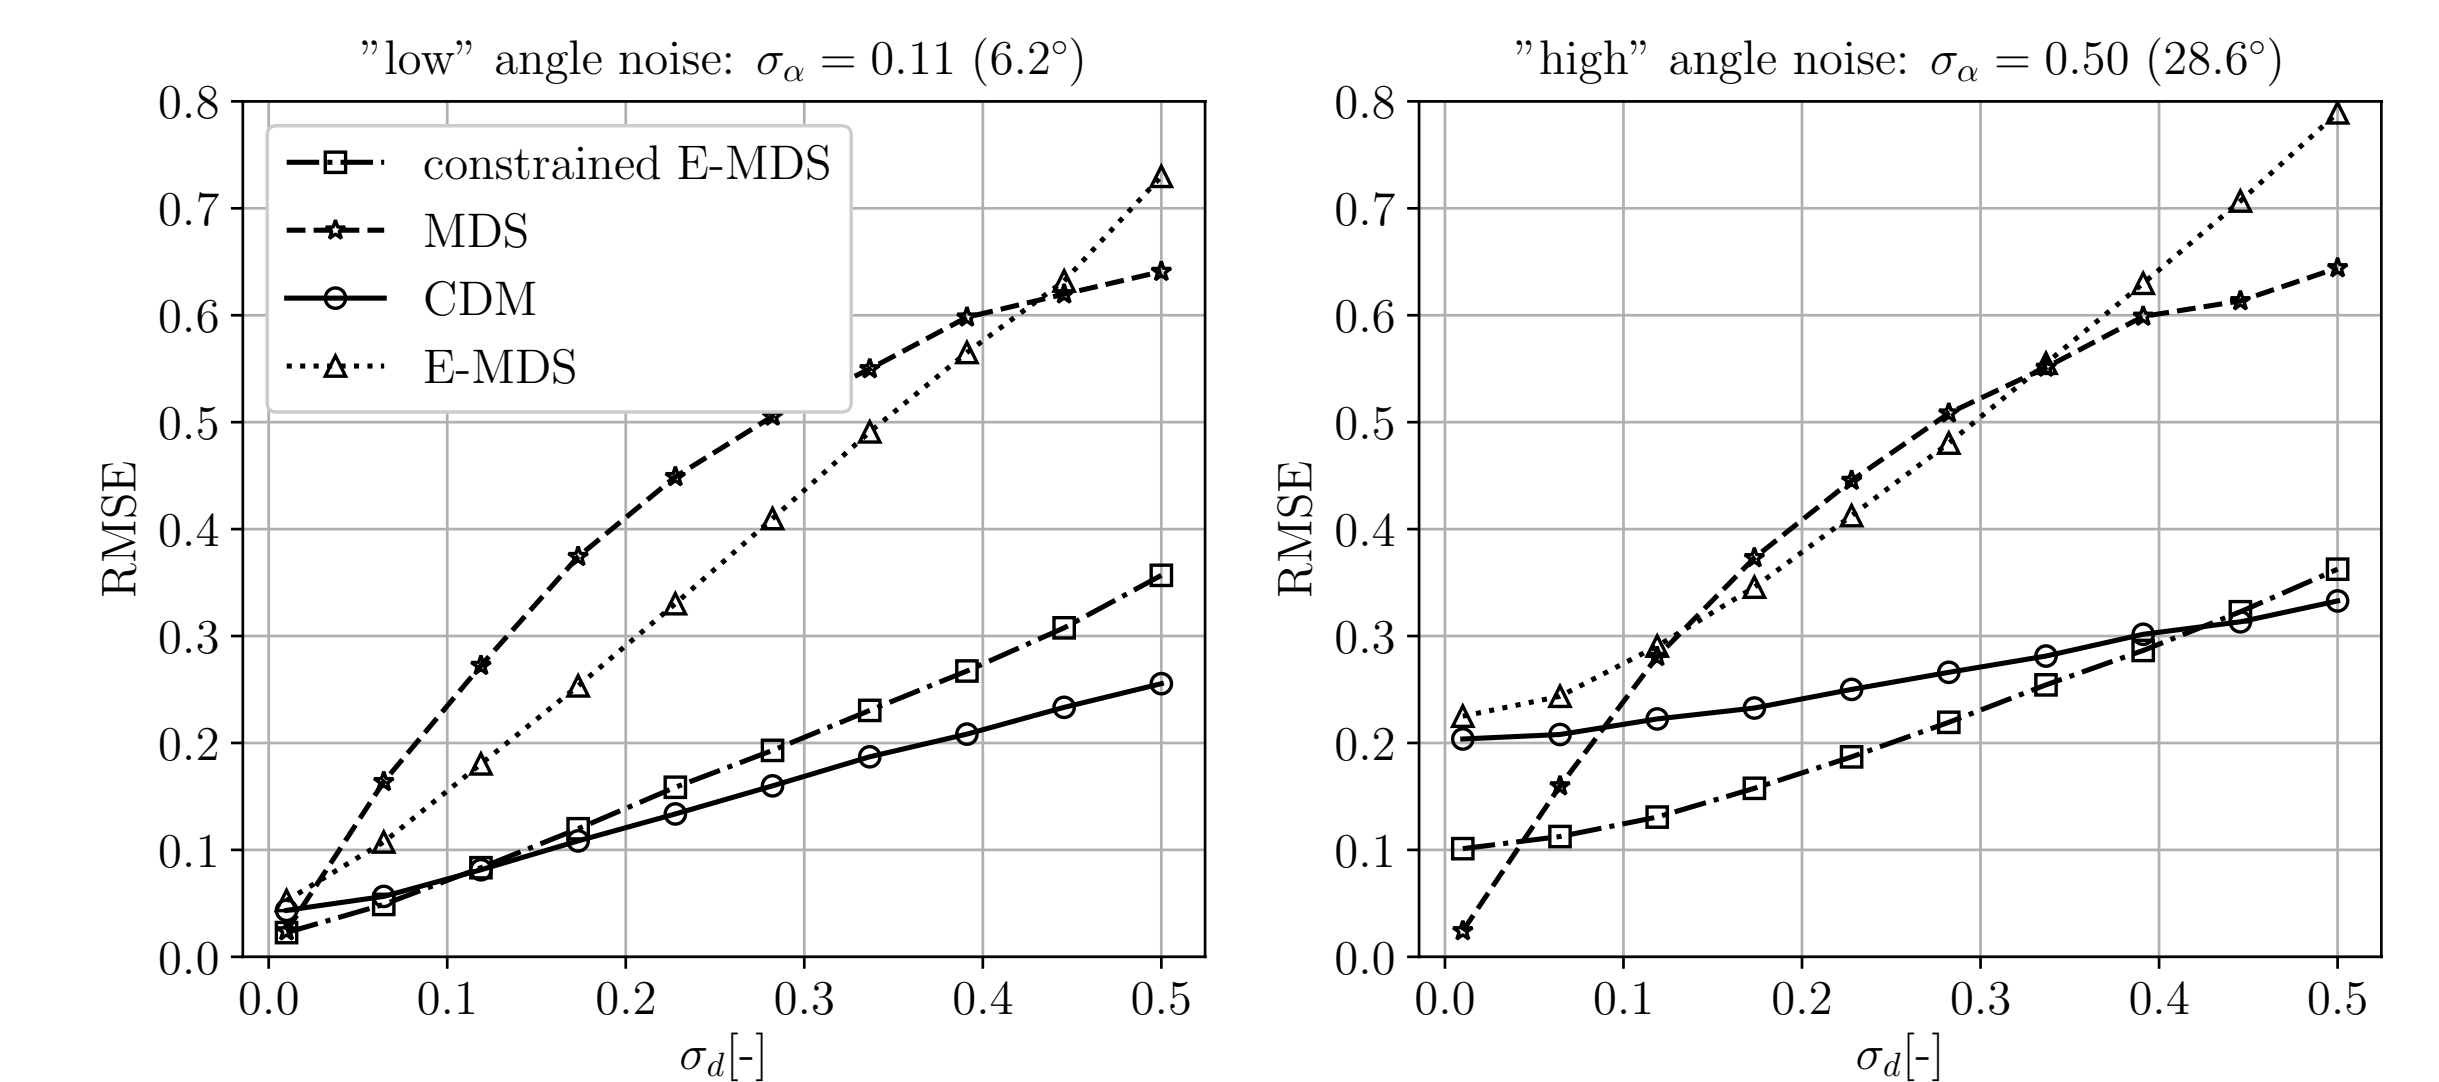 "low" angle noise: σα = 0.11 (6.2°)
0.8
0.7
0.6
0.5
0.4
0.3
0.2
0.1
0.0
RMSE
constrained E-MDS
MDS
CDM
E-MDS
0.0 0.1 0.2 0.3 0.4 0.5
σd[-]
"high" angle noise: σα = 0.50 (28.6°)
0.8
0.7
0.6
0.5
0.4
0.3
0.2
0.1
0.0
RMSE
0.0 0.1 0.2 0.3 0.4 0.5
σd[-]